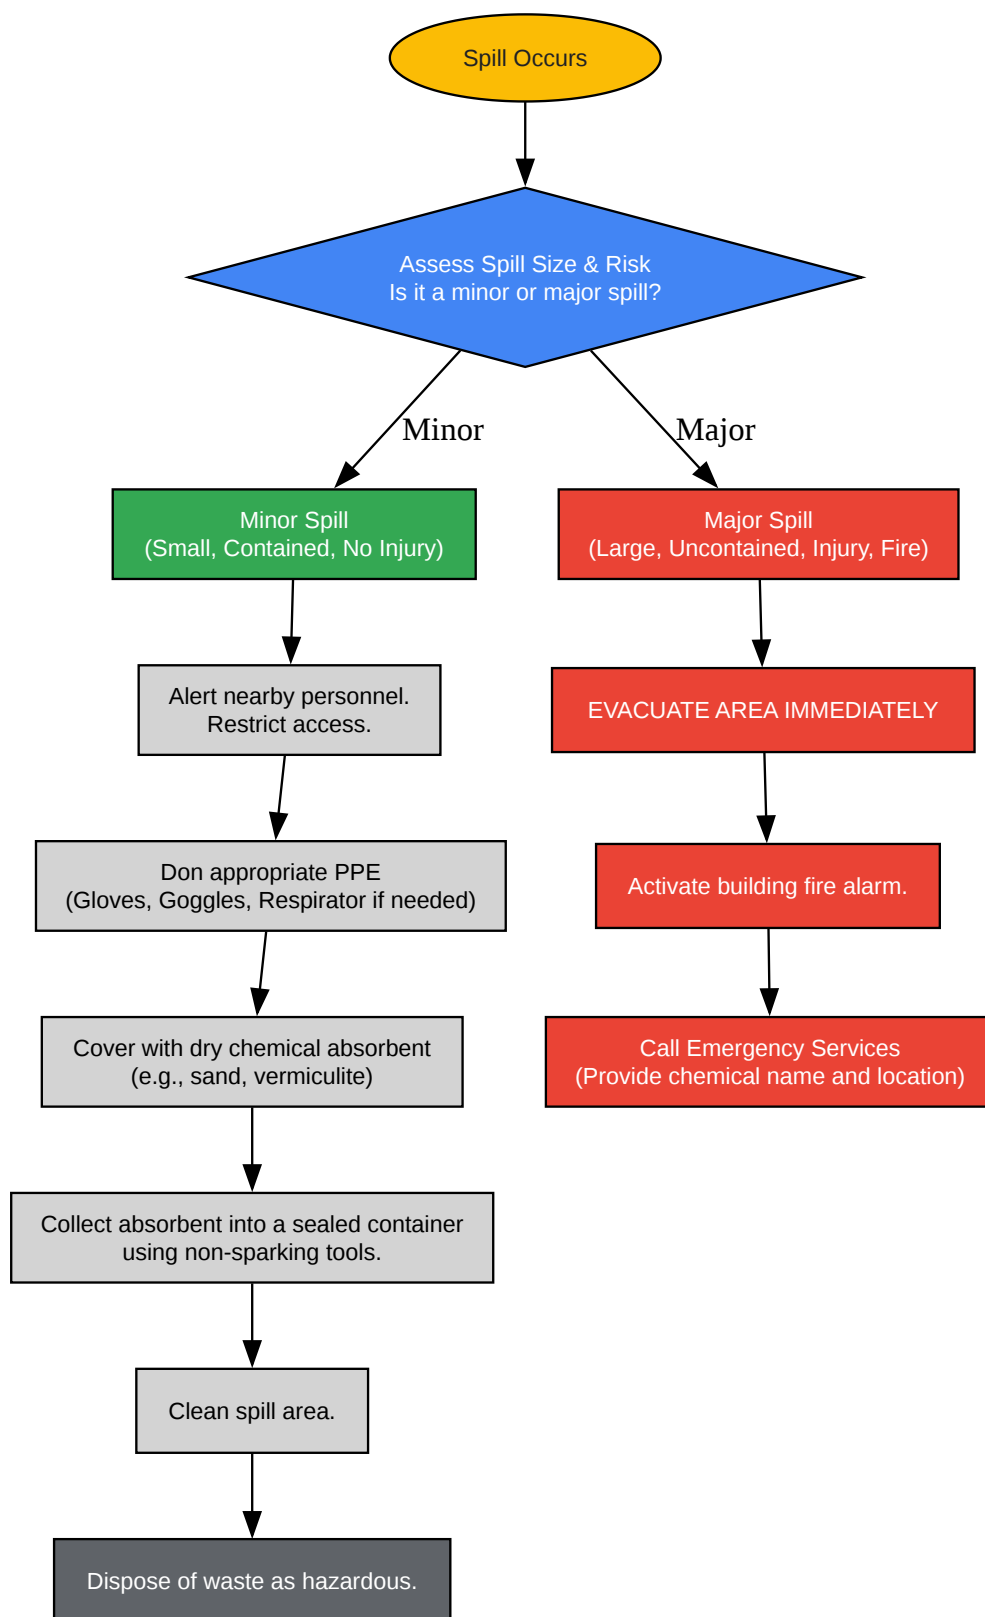 Spill Occurs
Assess Spill Size & Risk
Is it a minor or major spill?
Minor
Major
Minor Spill
(Small, Contained, No Injury)
Major Spill
(Large, Uncontained, Injury, Fire)
Alert nearby personnel.
Restrict access.
EVACUATE AREA IMMEDIATELY
Don appropriate PPE
(Gloves, Goggles, Respirator if needed)
Activate building fire alarm.
Cover with dry chemical absorbent
(e.g., sand, vermiculite)
Call Emergency Services
(Provide chemical name and location)
Collect absorbent into a sealed container
using non-sparking tools.
Clean spill area.
Dispose of waste as hazardous.